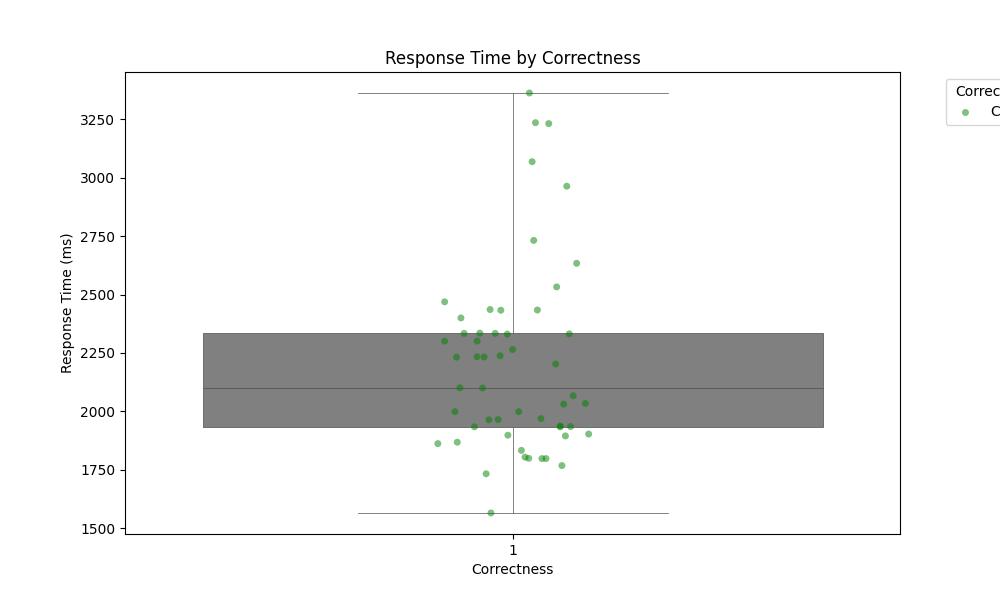 Response Time by Correctness
Correc
C
3250
3000
2750
2500
2250
2000
1750
1500
Response Time (ms)
1
Correctness